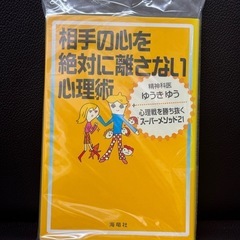 相手の心を
絶対に離さない
心理術
精神科医
ゆうきゆう
心理戦を勝ち抜く
スーパーメソッド21
海竜社